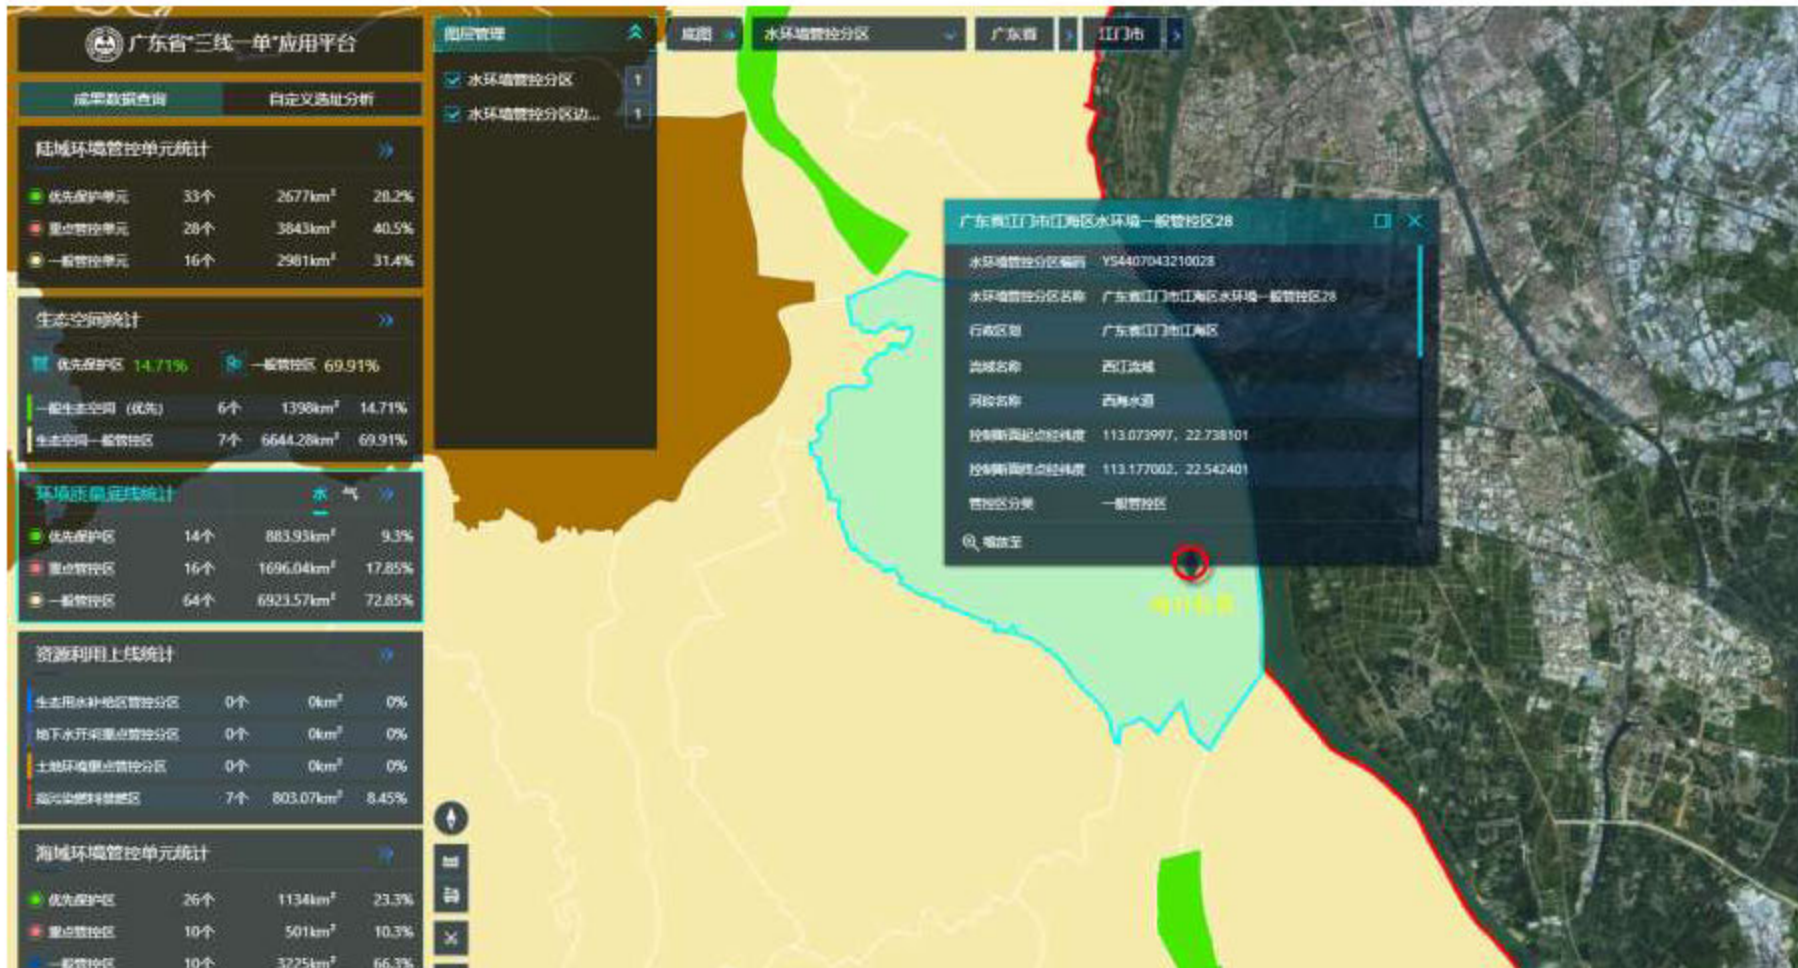 广东省"三线一单"应用平台
成果数据查询 自定义选址分析
陆域环境管控单元统计
优先保护单元 33个 2677km² 28.2%
重点管控单元 28个 3843km² 40.5%
一般管控单元 16个 2981km² 31.4%
生态空间统计
优先保护区 14.71% 一般管控区 69.91%
一般生态空间（优先） 6个 1398km² 14.71%
生态空间一般管控区 7个 6644.28km² 69.91%
环境质量底线统计 水 气
优先保护区 14个 883.93km² 9.3%
重点管控区 16个 1696.04km² 17.85%
一般管控区 64个 6923.57km² 72.85%
资源利用上线统计
生态用水补给区管控分区 0个 0km² 0%
地下水开采重点管控分区 0个 0km² 0%
土地环境重点管控分区 0个 0km² 0%
高污染燃料禁燃区 7个 803.07km² 8.45%
海域环境管控单元统计
优先保护区 26个 1134km² 23.3%
重点管控区 10个 501km² 10.3%
一般管控区 10个 3225km² 66.3%
图层管理
水环境管控分区 1
水环境管控分区边... 1
底图 水环境管控分区 广东省 江门市
广东省江门市江海区水环境一般管控区28
水环境管控分区编码 YS4407043210028
水环境管控分区名称 广东省江门市江海区水环境一般管控区28
行政区划 广东省江门市江海区
流域名称 西江流域
河段名称 西海水道
控制断面起点经纬度 113.073997, 22.738101
控制断面终点经纬度 113.177002, 22.542401
管控区分类 一般管控区
缩放至